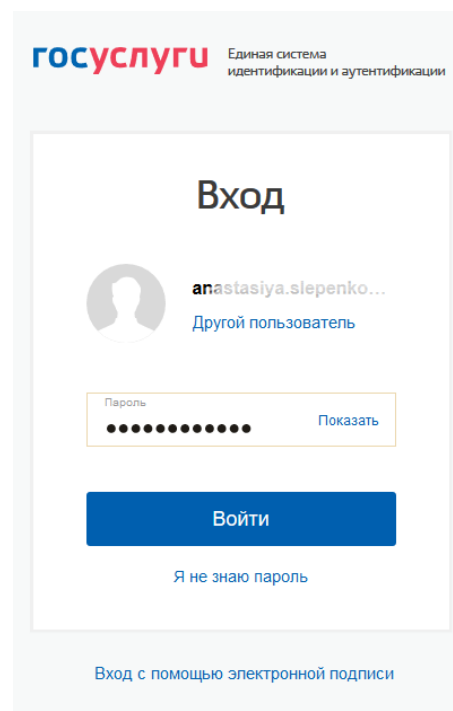 госуслуги
Единая система
идентификации и аутентификации
Вход
anastasiya.slepenko...
Другой пользователь
Пароль
●●●●●●●●●●●●
Показать
Войти
Я не знаю пароль
Вход с помощью электронной подписи